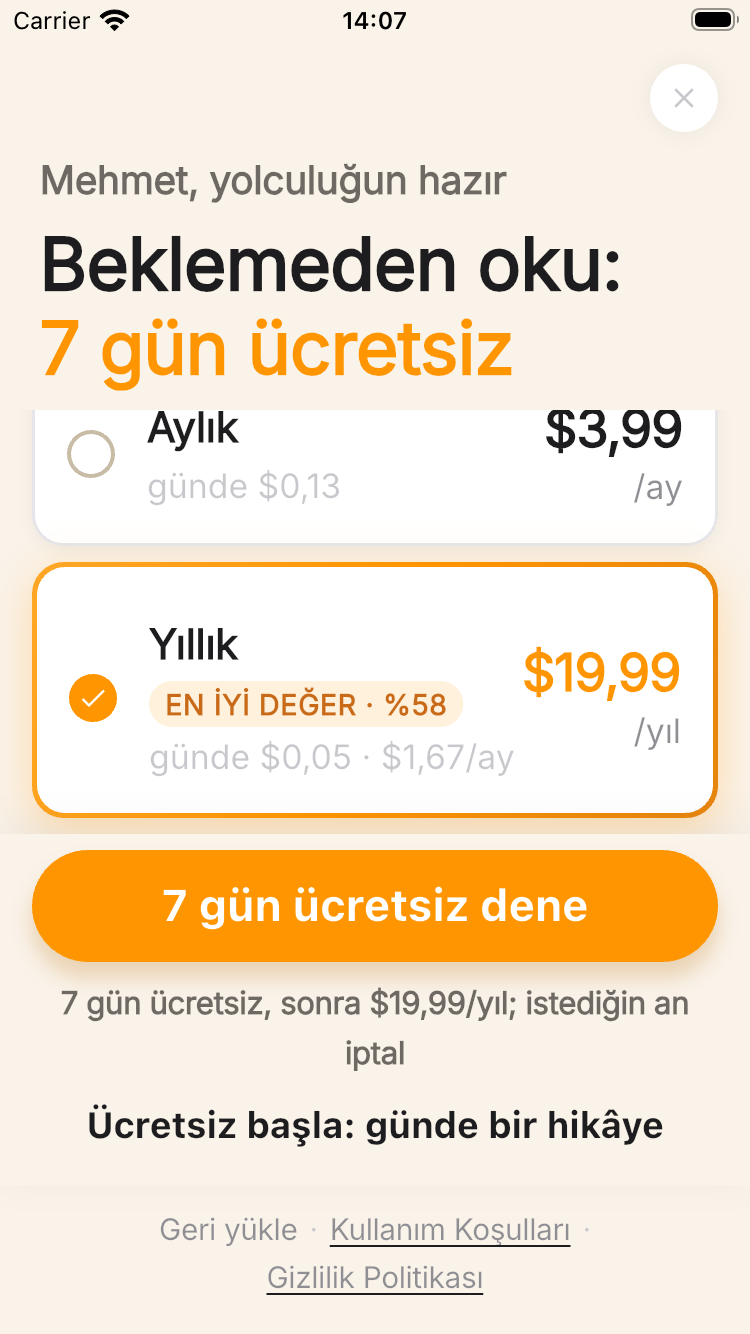 Carrier 14:07
Mehmet, yolculuğun hazır
Beklemeden oku:
7 gün ücretsiz
Aylık
$3,99
günde $0,13
/ay
Yıllık
$19,99
EN İYİ DEĞER · %58
/yıl
günde $0,05 · $1,67/ay
7 gün ücretsiz dene
7 gün ücretsiz, sonra $19,99/yıl; istediğin an
iptal
Ücretsiz başla: günde bir hikâye
Geri yükle · Kullanım Koşulları ·
Gizlilik Politikası